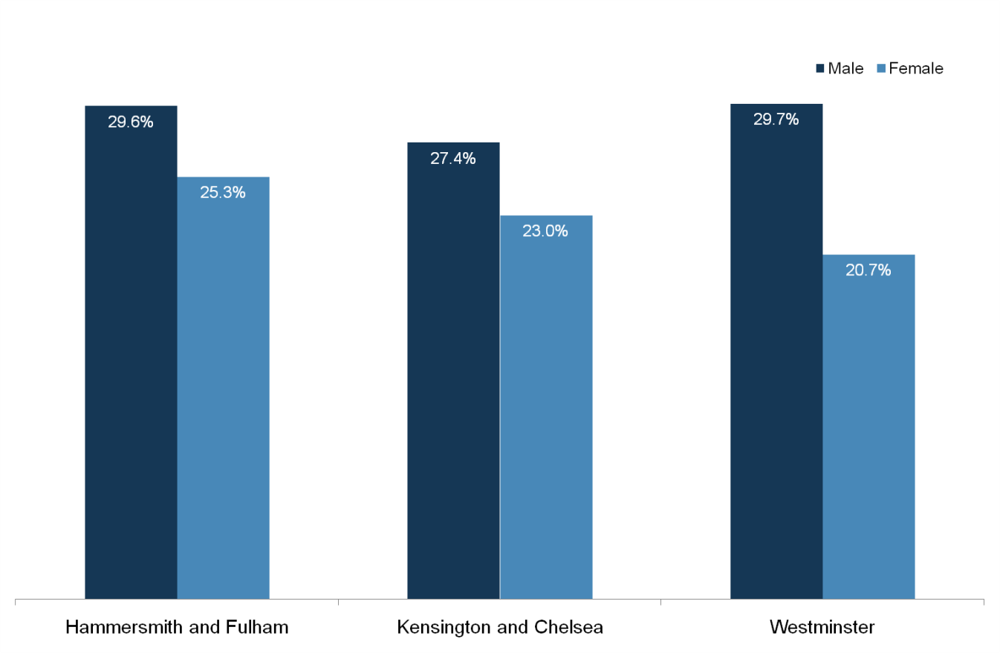 Male Female
29.6%
25.3%
27.4%
23.0%
29.7%
20.7%
Hammersmith and Fulham
Kensington and Chelsea
Westminster